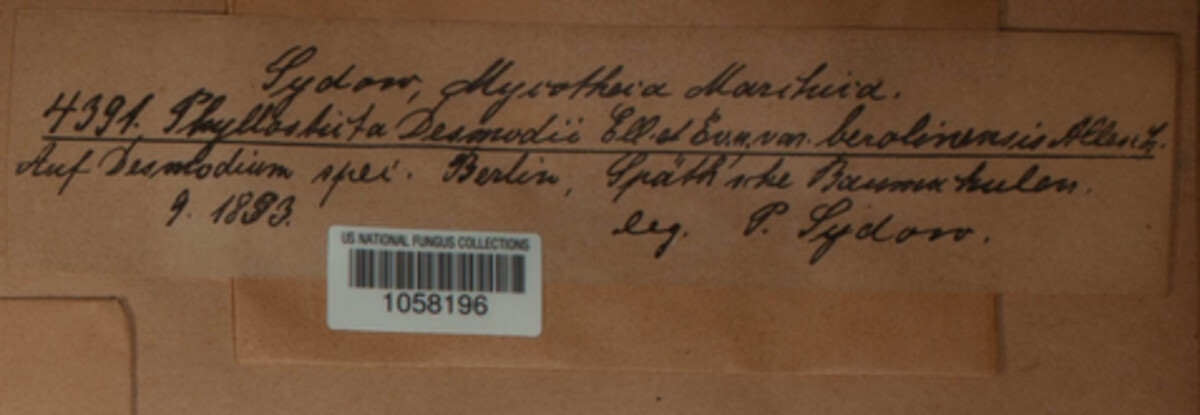 Sydow, Mycotheca Marchica.
4391. Phyllosticta Desmodii Ell. et Ev. n. var. berolinensis Allesch.
Auf Desmodium spec. Berlin, Späth'sche Baumschulen.
9. 1893. leg. P. Sydow.
US NATIONAL FUNGUS COLLECTIONS
1058196